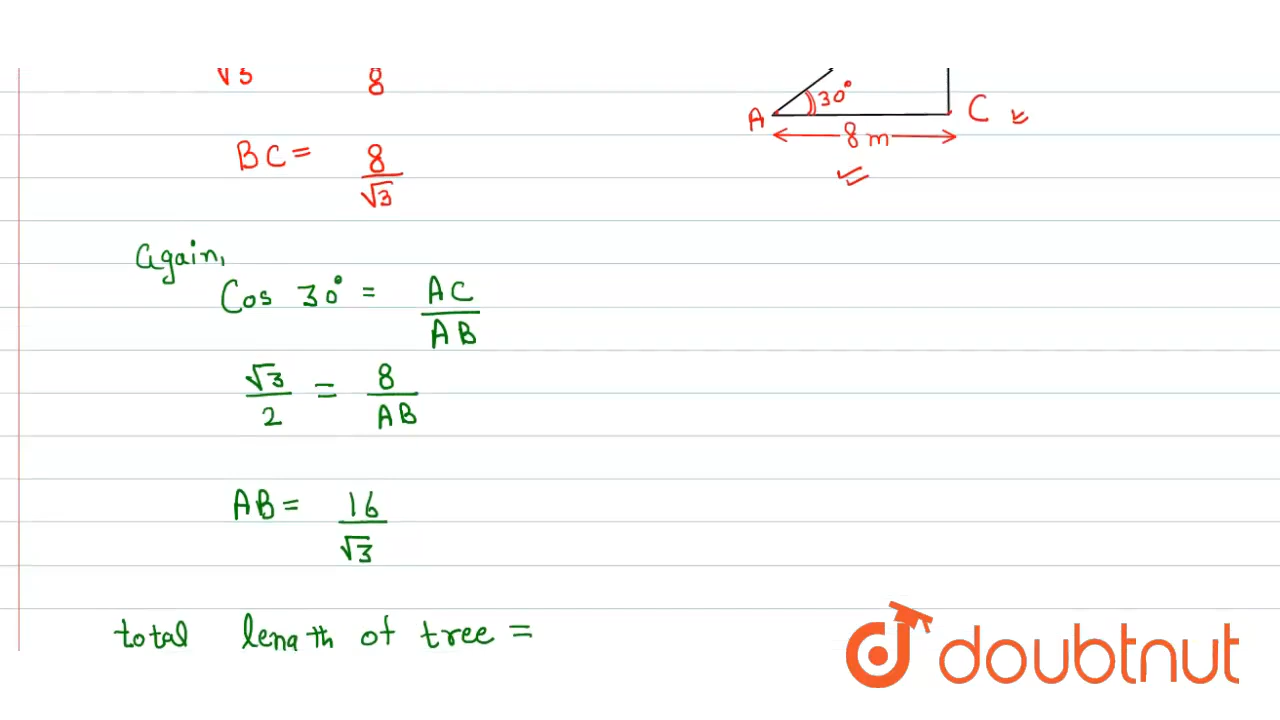 √3 8
30°
A C
8 m
BC = 8/√3
Again,
Cos 30° = AC/AB
√3/2 = 8/AB
AB = 16/√3
total length of tree =
doubtnut